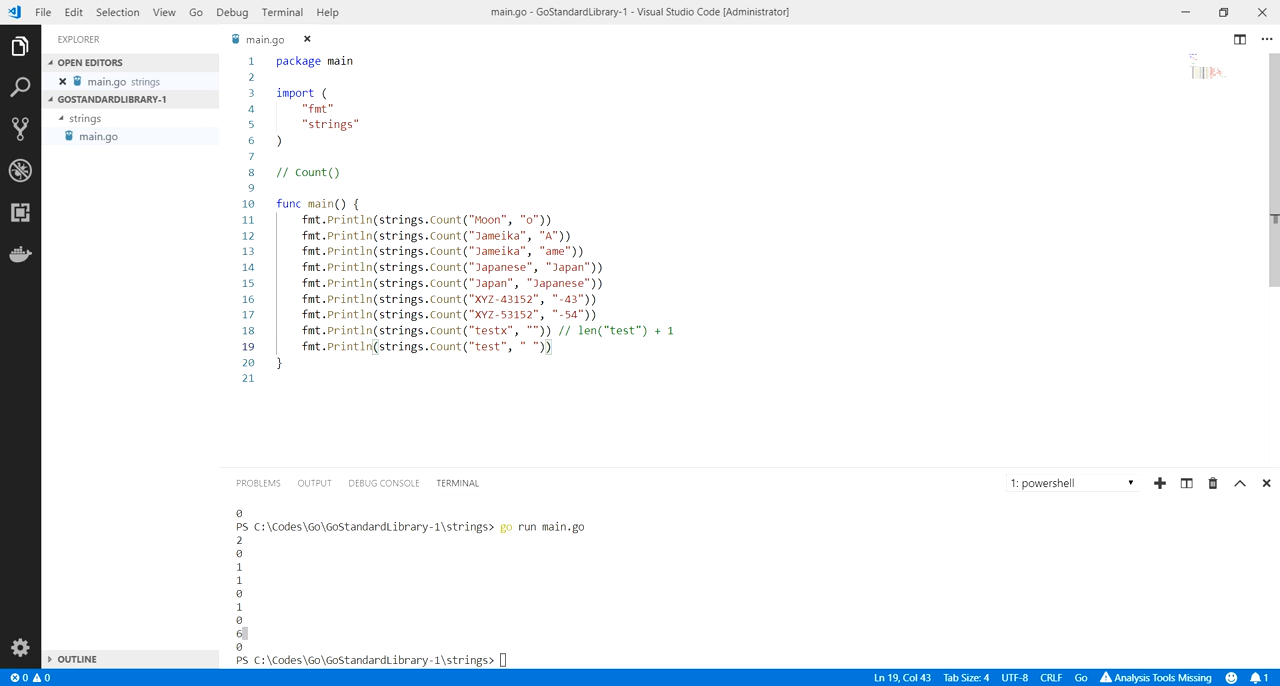 File Edit Selection View Go Debug Terminal Help
main.go - GoStandardLibrary-1 - Visual Studio Code [Administrator]
EXPLORER
OPEN EDITORS
main.go strings
GOSTANDARDLIBRARY-1
strings
main.go
OUTLINE
main.go
1 package main
2
3 import (
4 "fmt"
5 "strings"
6 )
7
8 // Count()
9
10 func main() {
11 fmt.Println(strings.Count("Moon", "o"))
12 fmt.Println(strings.Count("Jameika", "A"))
13 fmt.Println(strings.Count("Jameika", "ame"))
14 fmt.Println(strings.Count("Japanese", "Japan"))
15 fmt.Println(strings.Count("Japan", "Japanese"))
16 fmt.Println(strings.Count("XYZ-43152", "-43"))
17 fmt.Println(strings.Count("XYZ-53152", "-54"))
18 fmt.Println(strings.Count("testx", "")) // len("test") + 1
19 fmt.Println(strings.Count("test", " "))
20 }
21
PROBLEMS OUTPUT DEBUG CONSOLE TERMINAL
1: powershell
0
PS C:\Codes\Go\GoStandardLibrary-1\strings> go run main.go
2
0
1
1
0
1
0
6
0
PS C:\Codes\Go\GoStandardLibrary-1\strings>
0 0
Ln 19, Col 43 Tab Size: 4 UTF-8 CRLF Go Analysis Tools Missing 1